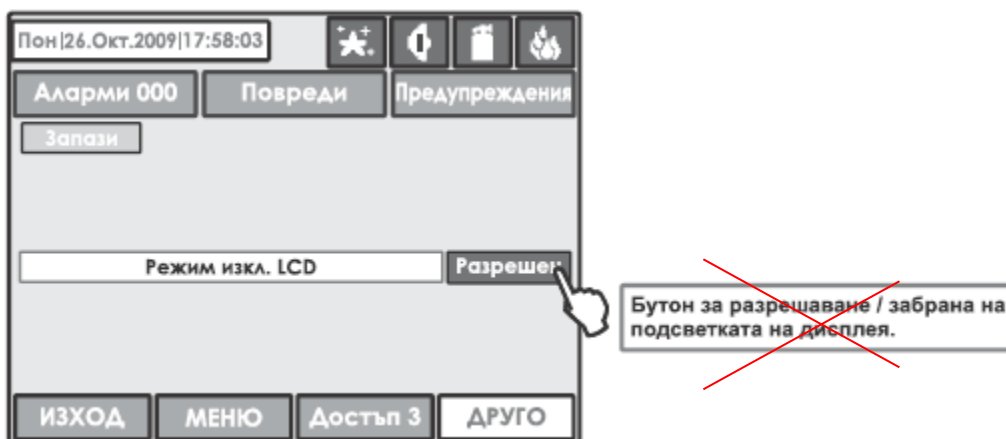 Пон|26.Окт.2009|17:58:03
Аларми 000 Повреди Предупреждения
Запази
Режим изкл. LCD Разрешен
Бутон за разрешаване / забрана на
подсветката на дисплея.
ИЗХОД МЕНЮ Достъп 3 ДРУГО